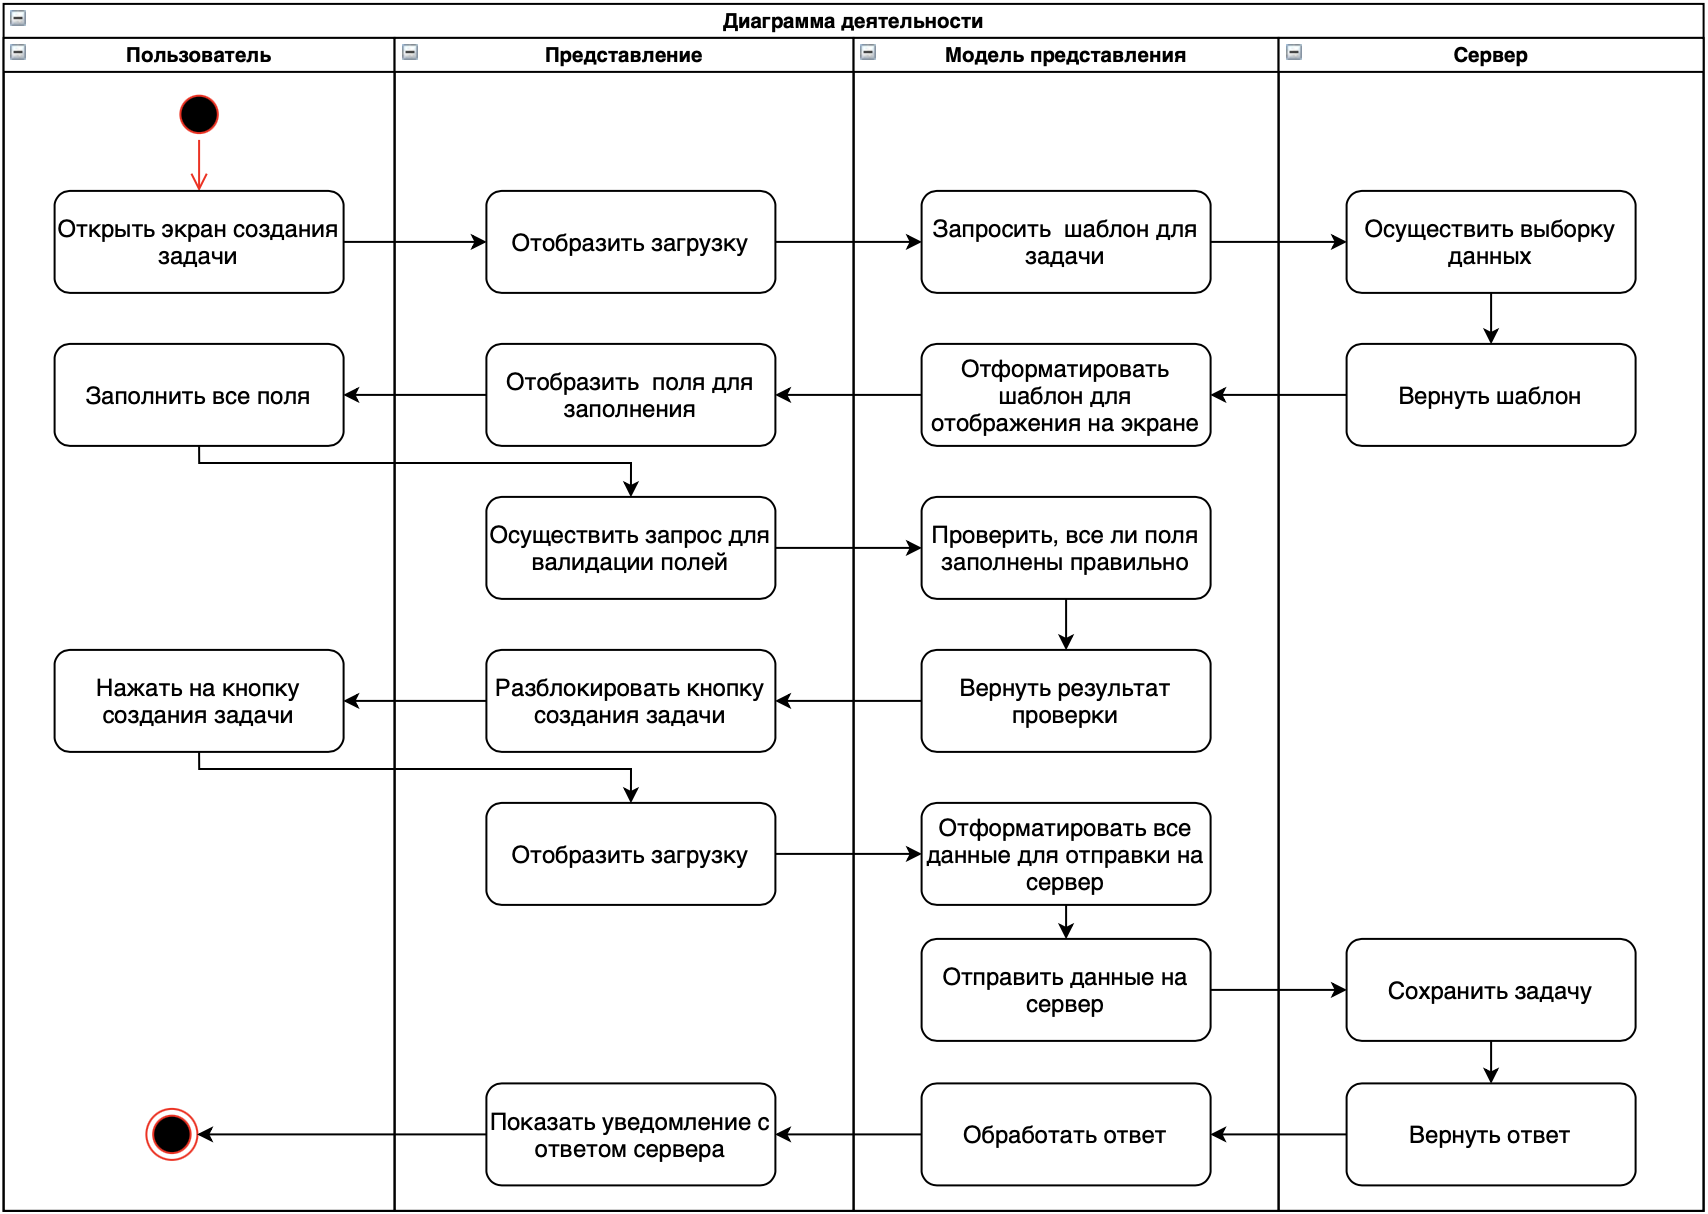 Диаграмма деятельности
Пользователь
Представление
Модель представления
Сервер
Открыть экран создания
задачи
Отобразить загрузку
Запросить  шаблон для
задачи
Осуществить выборку
данных
Заполнить все поля
Отобразить  поля для
заполнения
Отформатировать
шаблон для
отображения на экране
Вернуть шаблон
Осуществить запрос для
валидации полей
Проверить, все ли поля
заполнены правильно
Нажать на кнопку
создания задачи
Разблокировать кнопку
создания задачи
Вернуть результат
проверки
Отобразить загрузку
Отформатировать все
данные для отправки на
сервер
Отправить данные на
сервер
Сохранить задачу
Показать уведомление с
ответом сервера
Обработать ответ
Вернуть ответ